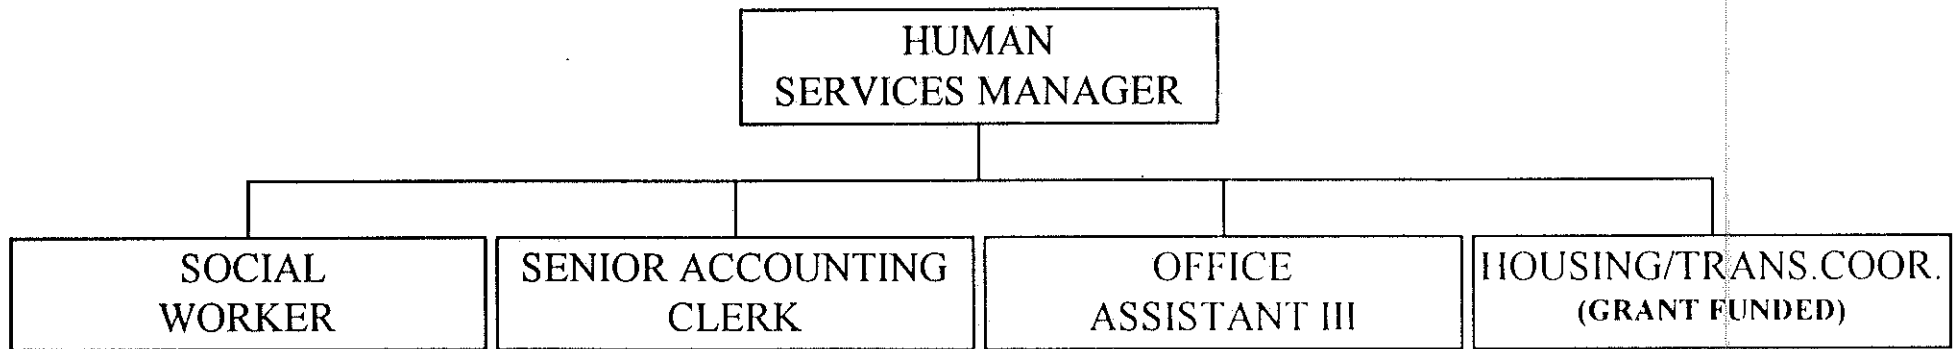 HUMAN
SERVICES MANAGER
SOCIAL
WORKER
SENIOR ACCOUNTING
CLERK
OFFICE
ASSISTANT III
HOUSING/TRANS.COOR.
(GRANT FUNDED)